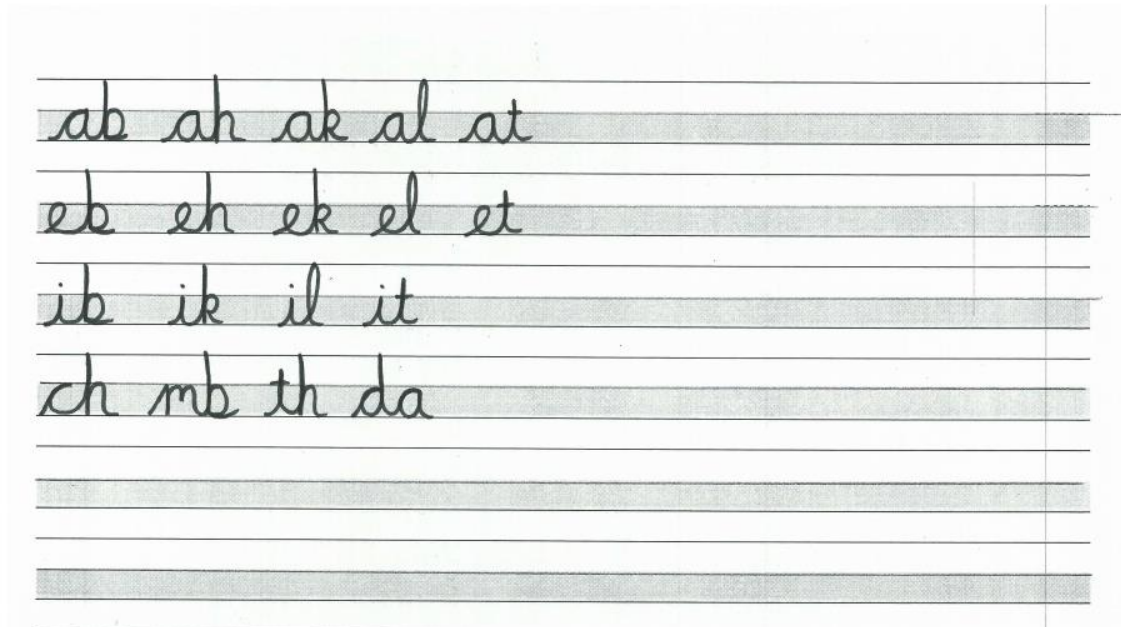 ab ah ak al at
eb eh ek el et
ib ik il it
ch mb th da